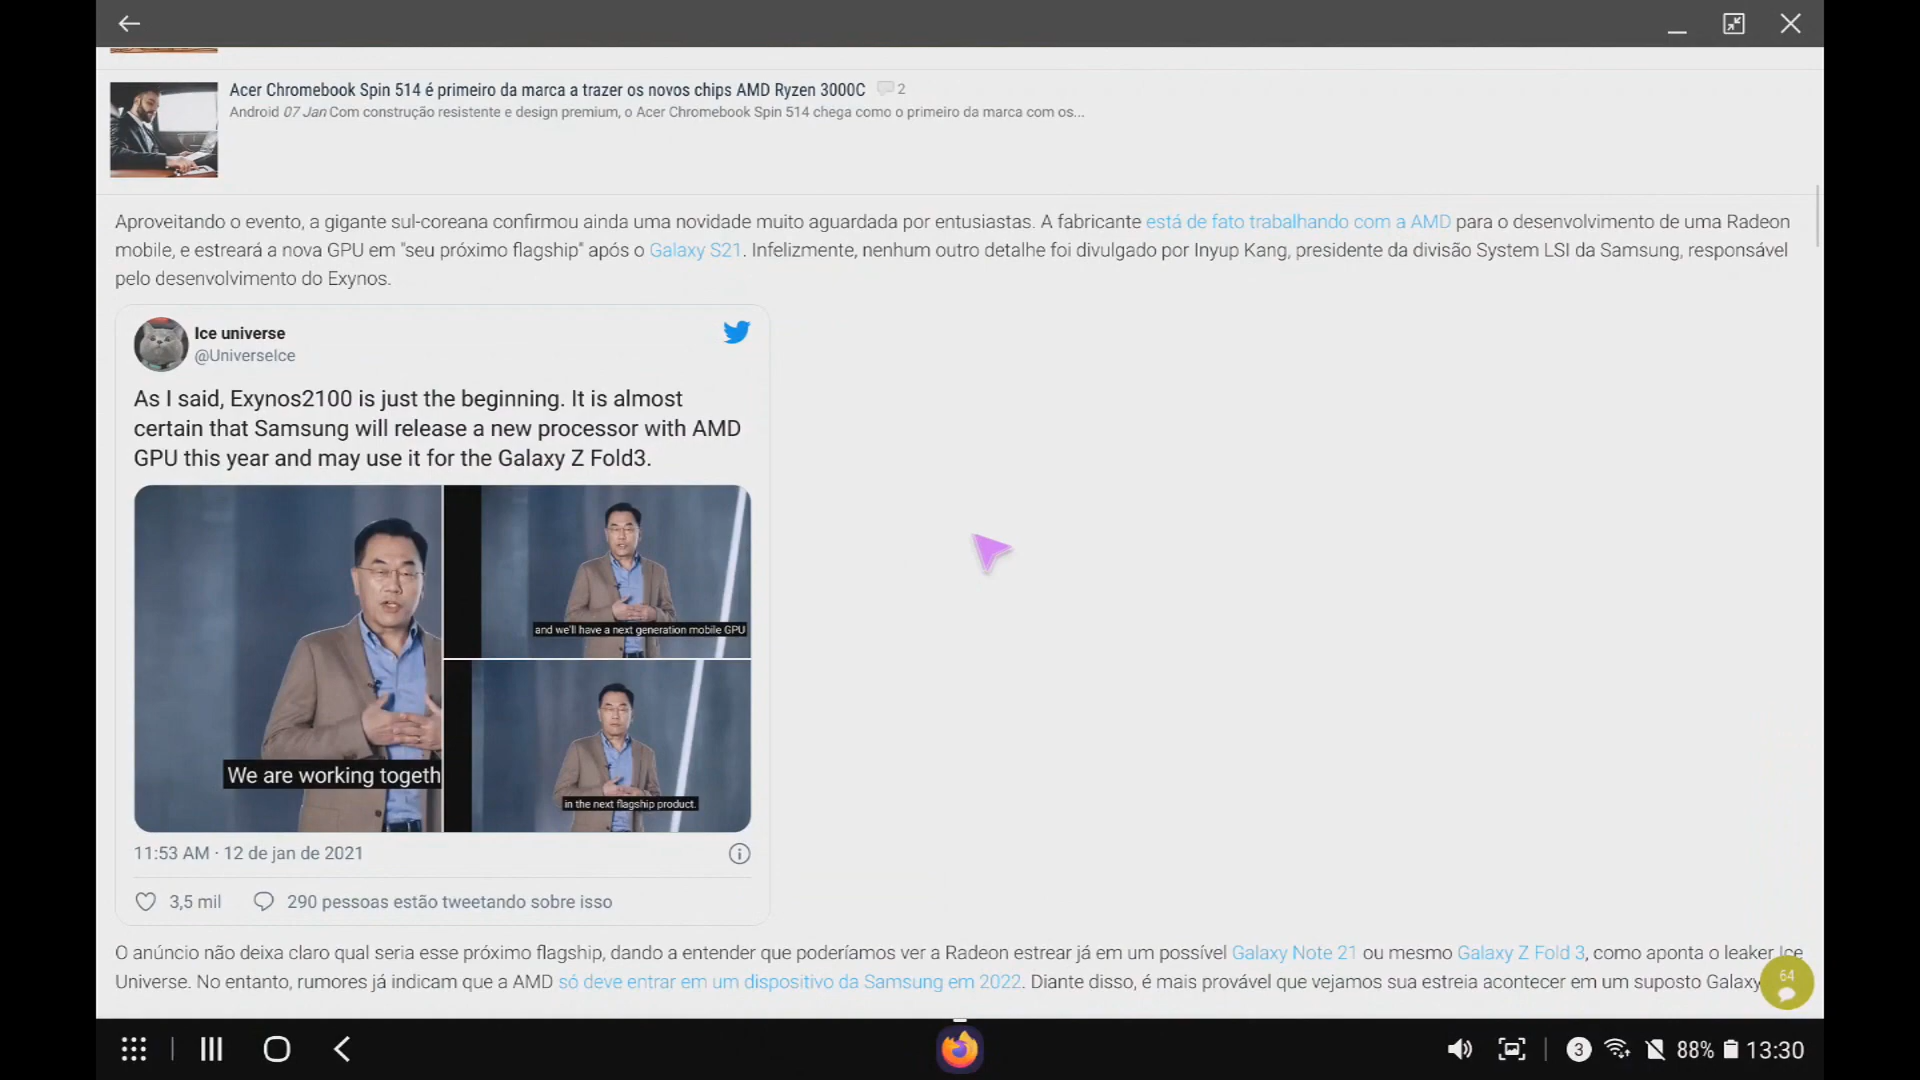 Acer Chromebook Spin 514 é primeiro da marca a trazer os novos chips AMD Ryzen 3000C 2
Android 07 Jan Com construção resistente e design premium, o Acer Chromebook Spin 514 chega como o primeiro da marca com os...
Aproveitando o evento, a gigante sul-coreana confirmou ainda uma novidade muito aguardada por entusiastas. A fabricante está de fato trabalhando com a AMD para o desenvolvimento de uma Radeon
mobile, e estreará a nova GPU em "seu próximo flagship" após o Galaxy S21. Infelizmente, nenhum outro detalhe foi divulgado por Inyup Kang, presidente da divisão System LSI da Samsung, responsável
pelo desenvolvimento do Exynos.
Ice universe
@UniverseIce
As I said, Exynos2100 is just the beginning. It is almost
certain that Samsung will release a new processor with AMD
GPU this year and may use it for the Galaxy Z Fold3.
and we'll have a next generation mobile GPU
We are working togeth
in the next flagship product.
11:53 AM · 12 de jan de 2021
3,5 mil 290 pessoas estão tweetando sobre isso
O anúncio não deixa claro qual seria esse próximo flagship, dando a entender que poderíamos ver a Radeon estrear já em um possível Galaxy Note 21 ou mesmo Galaxy Z Fold 3, como aponta o leaker Ice
Universe. No entanto, rumores já indicam que a AMD só deve entrar em um dispositivo da Samsung em 2022. Diante disso, é mais provável que vejamos sua estreia acontecer em um suposto Galaxy
64
3 88% 13:30